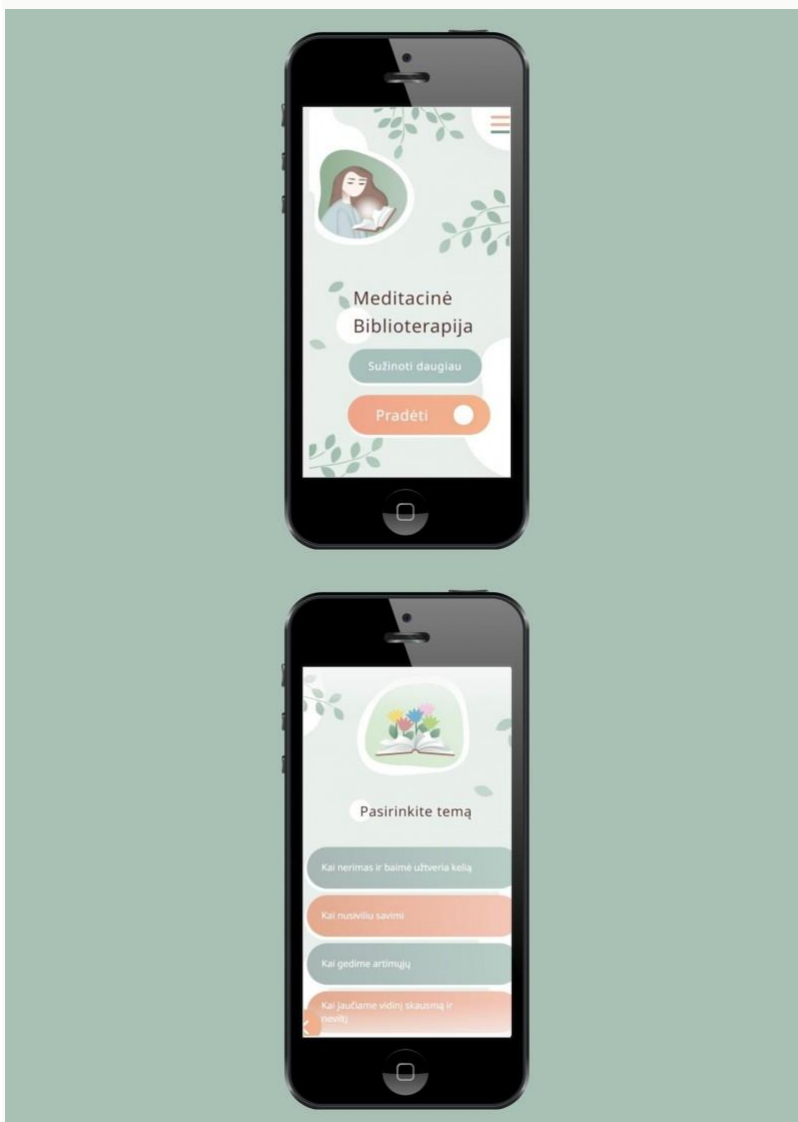 Meditacinė
Biblioterapija
Sužinoti daugiau
Pradėti
Pasirinkite temą
Kai nerimas ir baimė užtveria kelią
Kai nusiviliu savimi
Kai gedime artimųjų
Kai jaučiame vidinį skausmą ir
neviltį